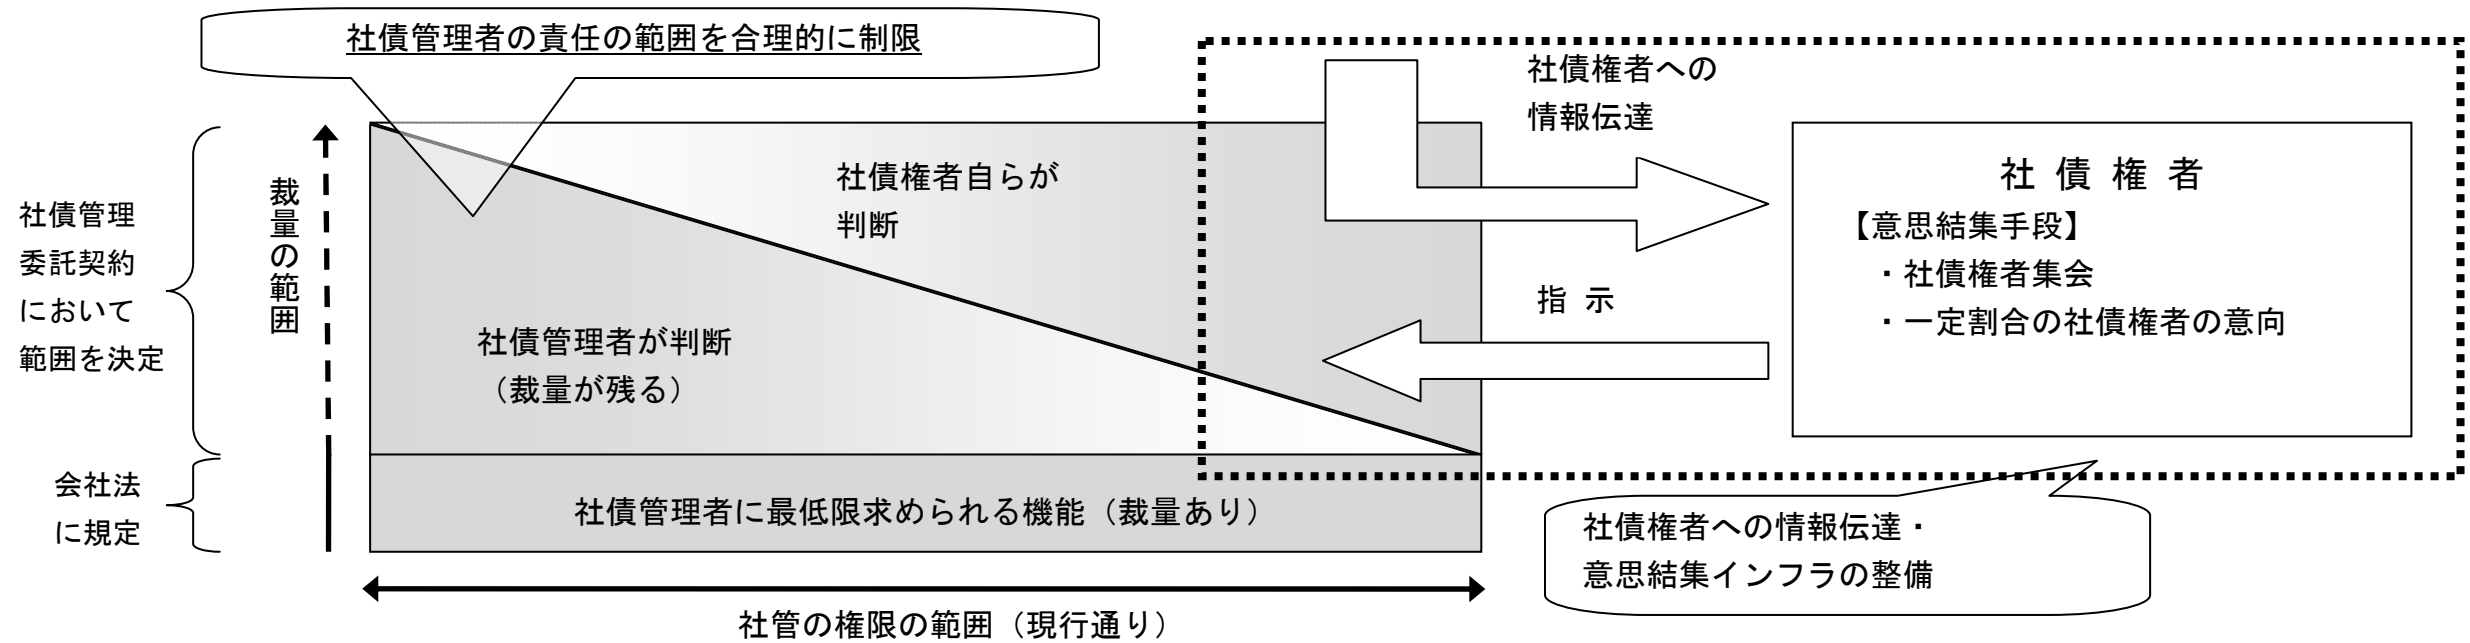 社債管理者の責任の範囲を合理的に制限
社債管理
委託契約
において
範囲を決定
会社法
に規定
裁量の範囲
社債権者自らが
判断
社債管理者が判断
（裁量が残る）
社債管理者に最低限求められる機能（裁量あり）
社管の権限の範囲（現行通り）
社債権者への
情報伝達
指 示
社 債 権 者
【意思結集手段】
・社債権者集会
・一定割合の社債権者の意向
社債権者への情報伝達・
意思結集インフラの整備